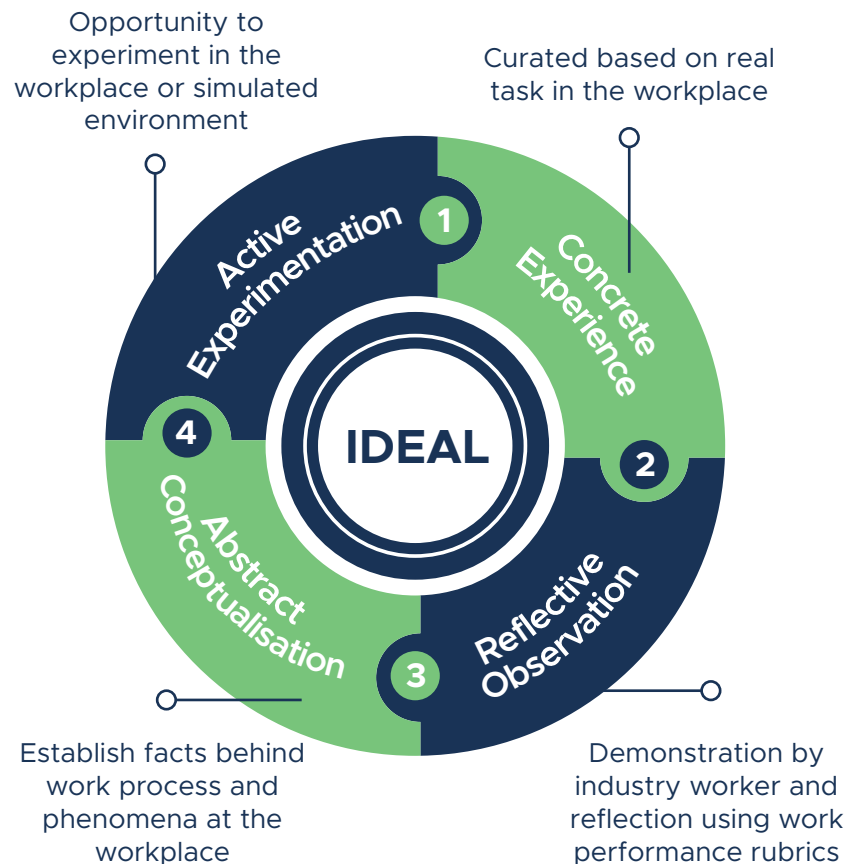 Opportunity to
experiment in the
workplace or simulated
environment
Curated based on real
task in the workplace
1
Concrete
Experience
2
Reflective
Observation
3
Abstract
Conceptualisation
4
Active
Experimentation
IDEAL
Establish facts behind
work process and
phenomena at the
workplace
Demonstration by
industry worker and
reflection using work
performance rubrics